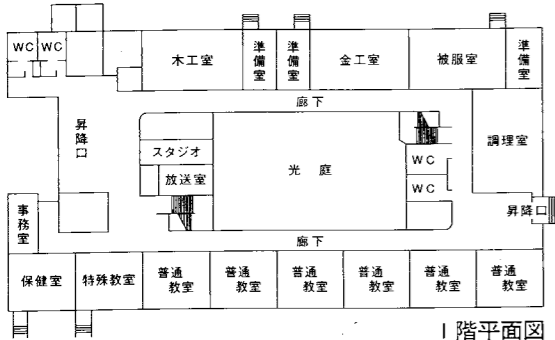 WC
WC
木工室
準備室
準備室
金工室
被服室
準備室
廊下
昇降口
スタジオ
放送室
光庭
WC
WC
調理室
昇降口
事務室
廊下
保健室
特殊教室
普通
教室
普通
教室
普通
教室
普通
教室
普通
教室
普通
教室
1階平面図